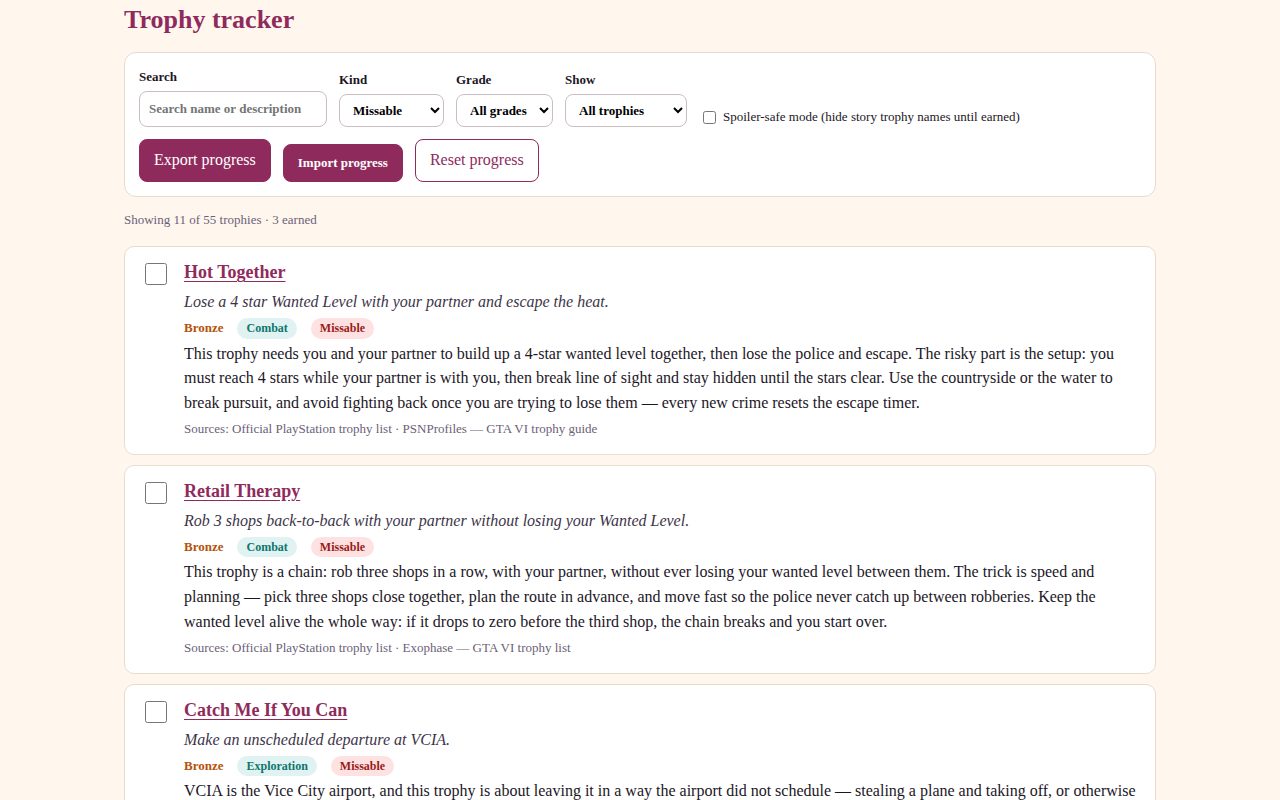 Trophy tracker
Search
Kind
Grade
Show
Search name or description
Missable
All grades
All trophies
Spoiler-safe mode (hide story trophy names until earned)
Export progress
Import progress
Reset progress
Showing 11 of 55 trophies · 3 earned
Hot Together
Lose a 4 star Wanted Level with your partner and escape the heat.
Bronze Combat Missable
This trophy needs you and your partner to build up a 4-star wanted level together, then lose the police and escape. The risky part is the setup: you
must reach 4 stars while your partner is with you, then break line of sight and stay hidden until the stars clear. Use the countryside or the water to
break pursuit, and avoid fighting back once you are trying to lose them — every new crime resets the escape timer.
Sources: Official PlayStation trophy list · PSNProfiles — GTA VI trophy guide
Retail Therapy
Rob 3 shops back-to-back with your partner without losing your Wanted Level.
Bronze Combat Missable
This trophy is a chain: rob three shops in a row, with your partner, without ever losing your wanted level between them. The trick is speed and
planning — pick three shops close together, plan the route in advance, and move fast so the police never catch up between robberies. Keep the
wanted level alive the whole way: if it drops to zero before the third shop, the chain breaks and you start over.
Sources: Official PlayStation trophy list · Exophase — GTA VI trophy list
Catch Me If You Can
Make an unscheduled departure at VCIA.
Bronze Exploration Missable
VCIA is the Vice City airport, and this trophy is about leaving it in a way the airport did not schedule — stealing a plane and taking off, or otherwise